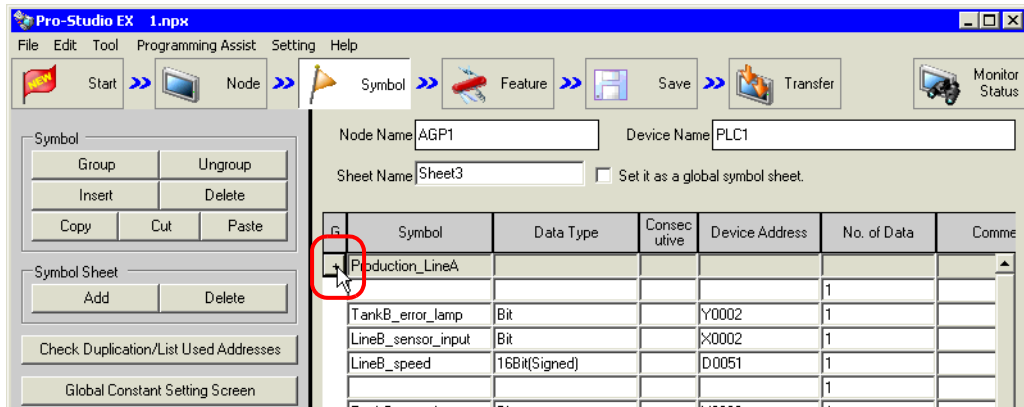 Pro-Studio EX 1.npx
File Edit Tool Programming Assist Setting Help
NEW Start Node Symbol Feature Save Transfer Monitor Status
Node Name AGP1 Device Name PLC1
Sheet Name Sheet3 Set it as a global symbol sheet.
Symbol
Group Ungroup
Insert Delete
Copy Cut Paste
Symbol Sheet
Add Delete
Check Duplication/List Used Addresses
Global Constant Setting Screen
G Symbol Data Type Consecutive Device Address No. of Data Comme
+ Production_LineA
1
TankB_error_lamp Bit Y0002 1
LineB_sensor_input Bit X0002 1
LineB_speed 16Bit(Signed) D0051 1
1